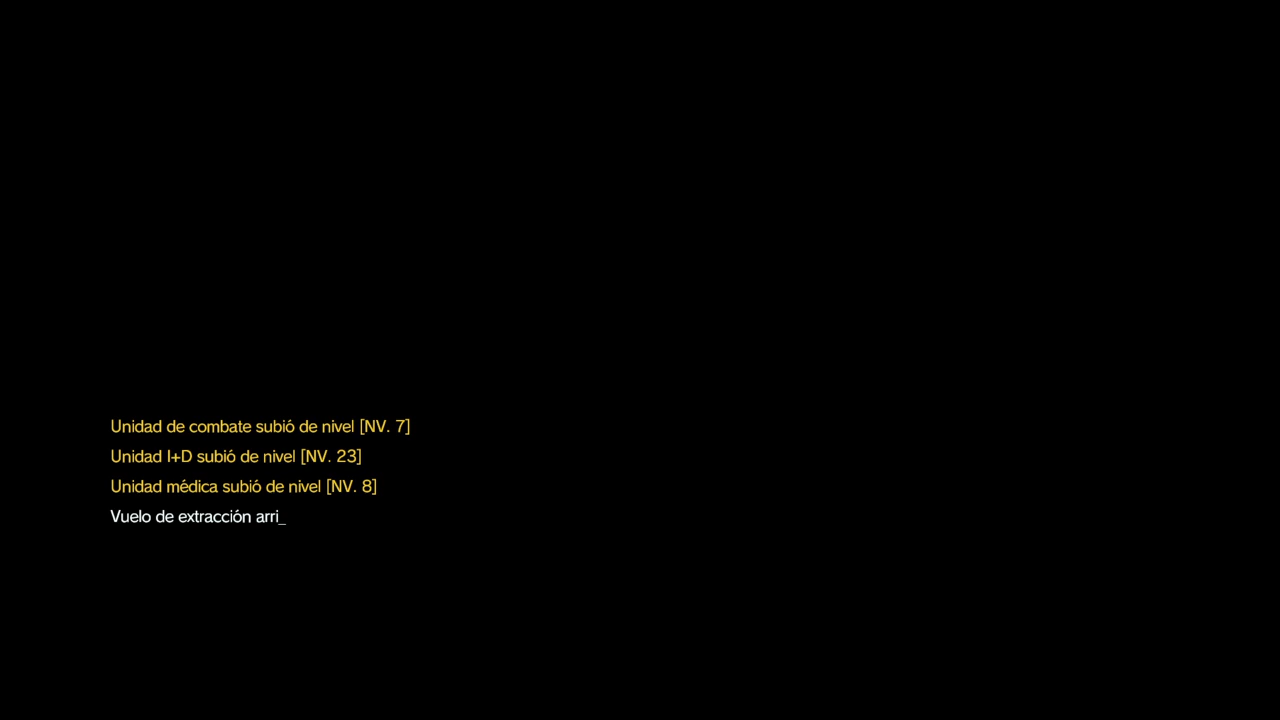 Unidad de combate subió de nivel [NV. 7]
Unidad I+D subió de nivel [NV. 23]
Unidad médica subió de nivel [NV. 8]
Vuelo de extracción arri_